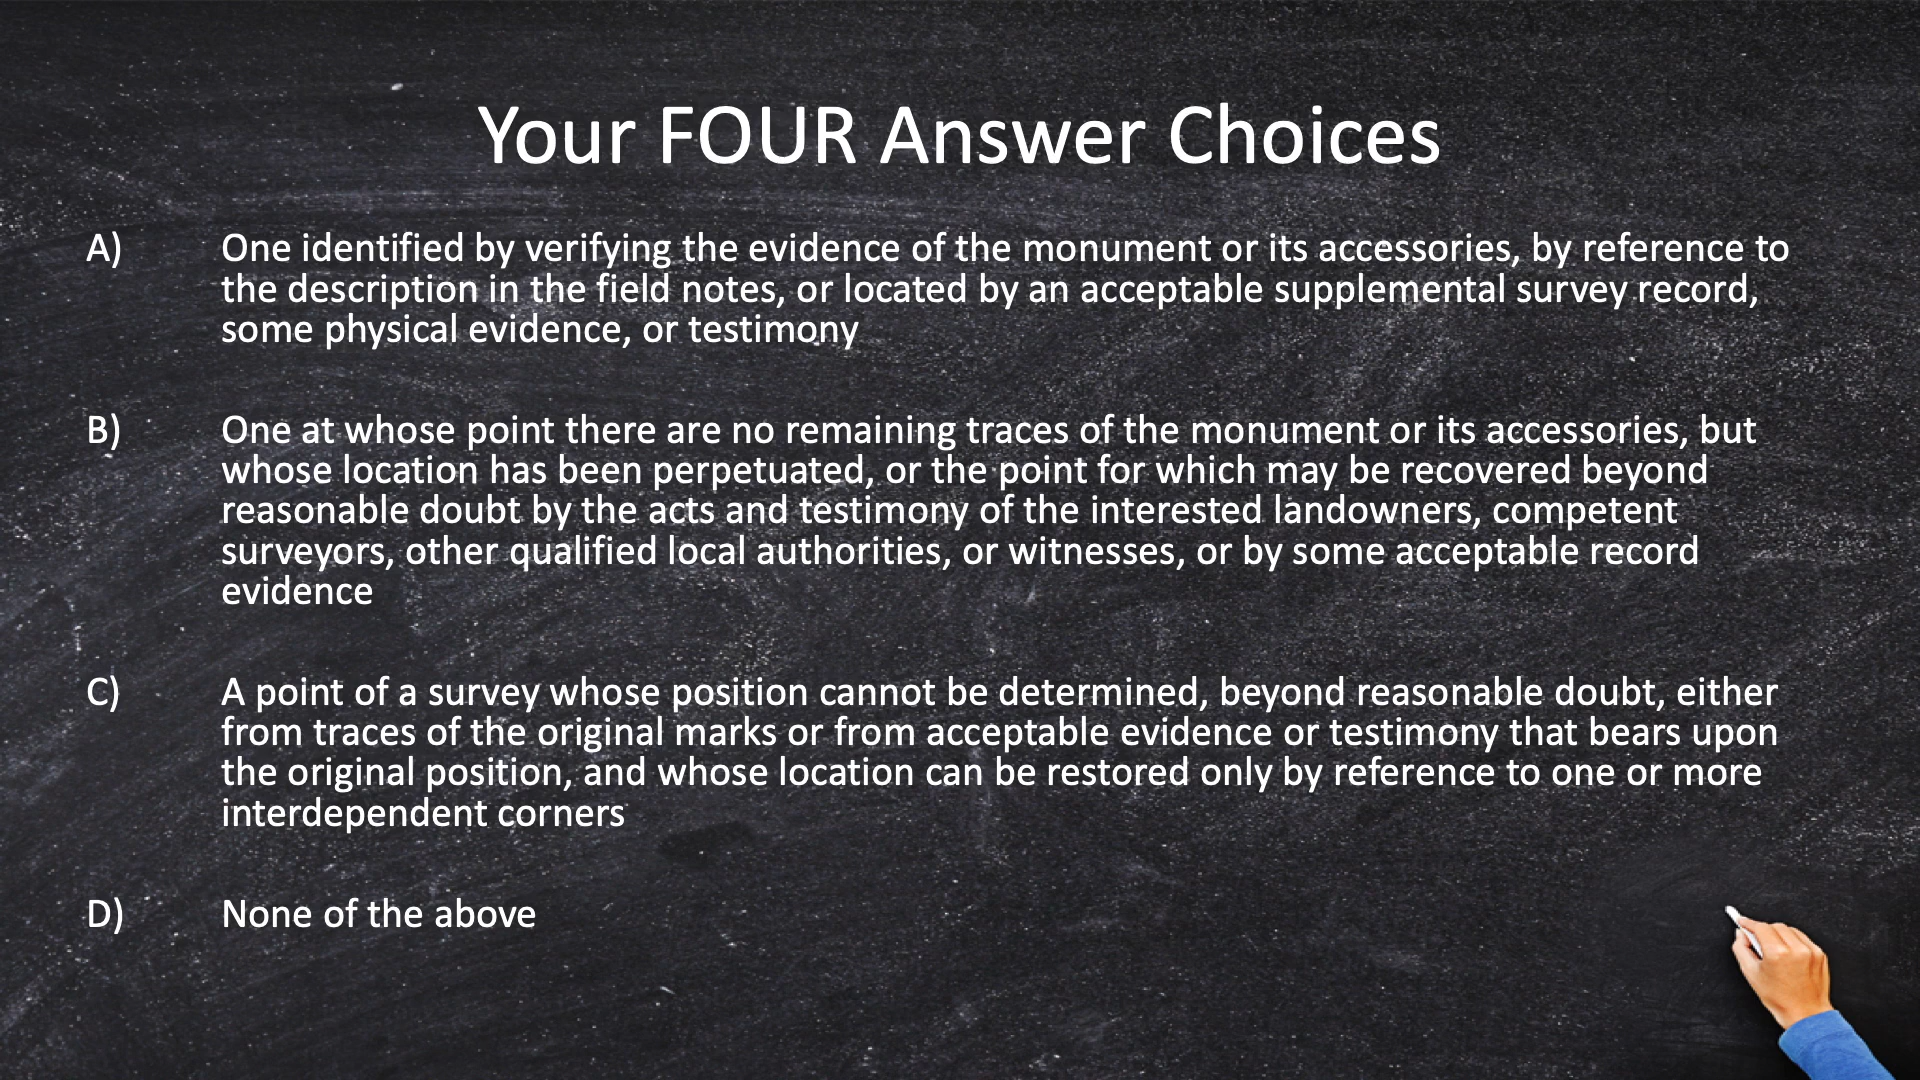 Your FOUR Answer Choices
A) One identified by verifying the evidence of the monument or its accessories, by reference to
the description in the field notes, or located by an acceptable supplemental survey record,
some physical evidence, or testimony
B) One at whose point there are no remaining traces of the monument or its accessories, but
whose location has been perpetuated, or the point for which may be recovered beyond
reasonable doubt by the acts and testimony of the interested landowners, competent
surveyors, other qualified local authorities, or witnesses, or by some acceptable record
evidence
C) A point of a survey whose position cannot be determined, beyond reasonable doubt, either
from traces of the original marks or from acceptable evidence or testimony that bears upon
the original position, and whose location can be restored only by reference to one or more
interdependent corners
D) None of the above